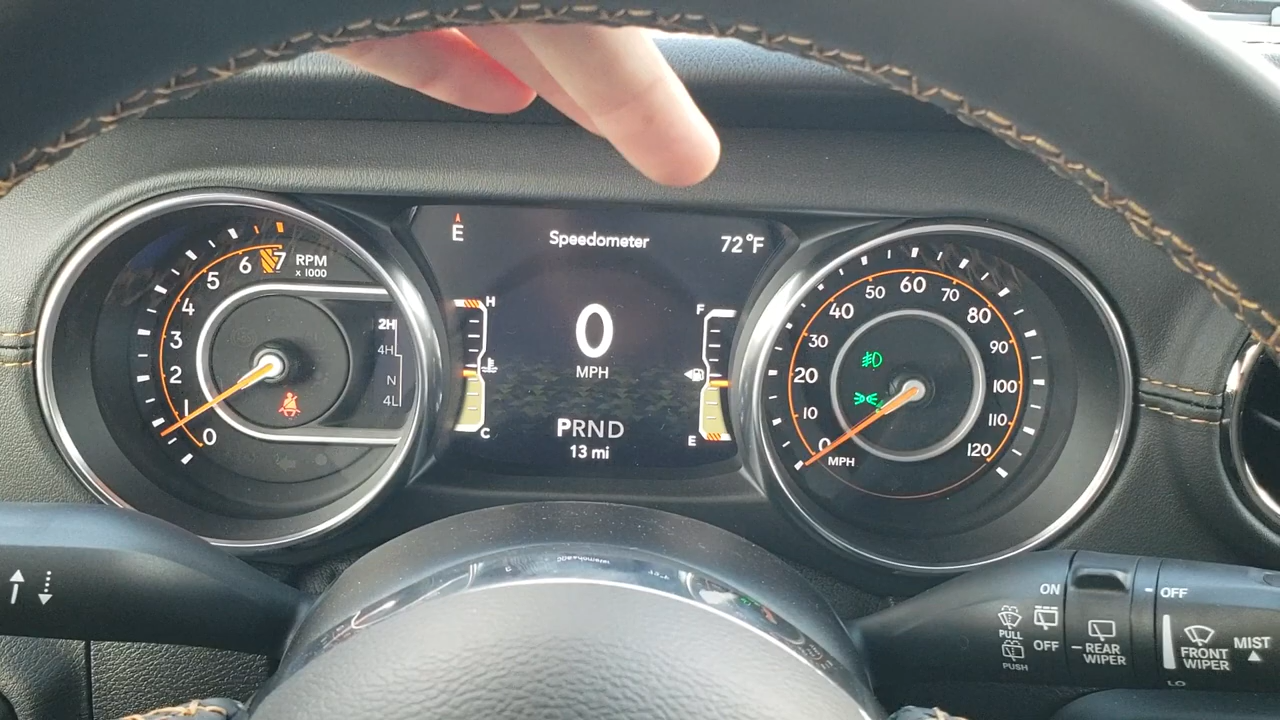 E
Speedometer
72°F
0
1
2
3
4
5
6
7
RPM
x 1000
2H
4H
N
4L
H
C
0
MPH
PRND
13 mi
F
E
0
10
20
30
40
50
60
70
80
90
100
110
120
MPH
ON
OFF
PULL
PUSH
REAR
WIPER
OFF
FRONT
WIPER
MIST
LO